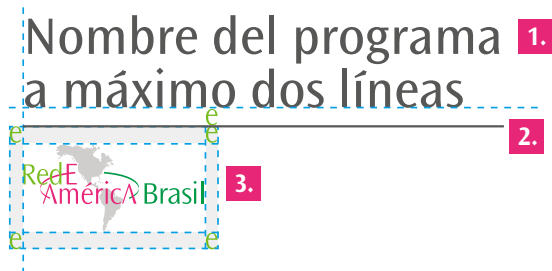 Nombre del programa 1.
a máximo dos líneas
e
2.
e e
RedE
AméricA Brasil 3.
e e